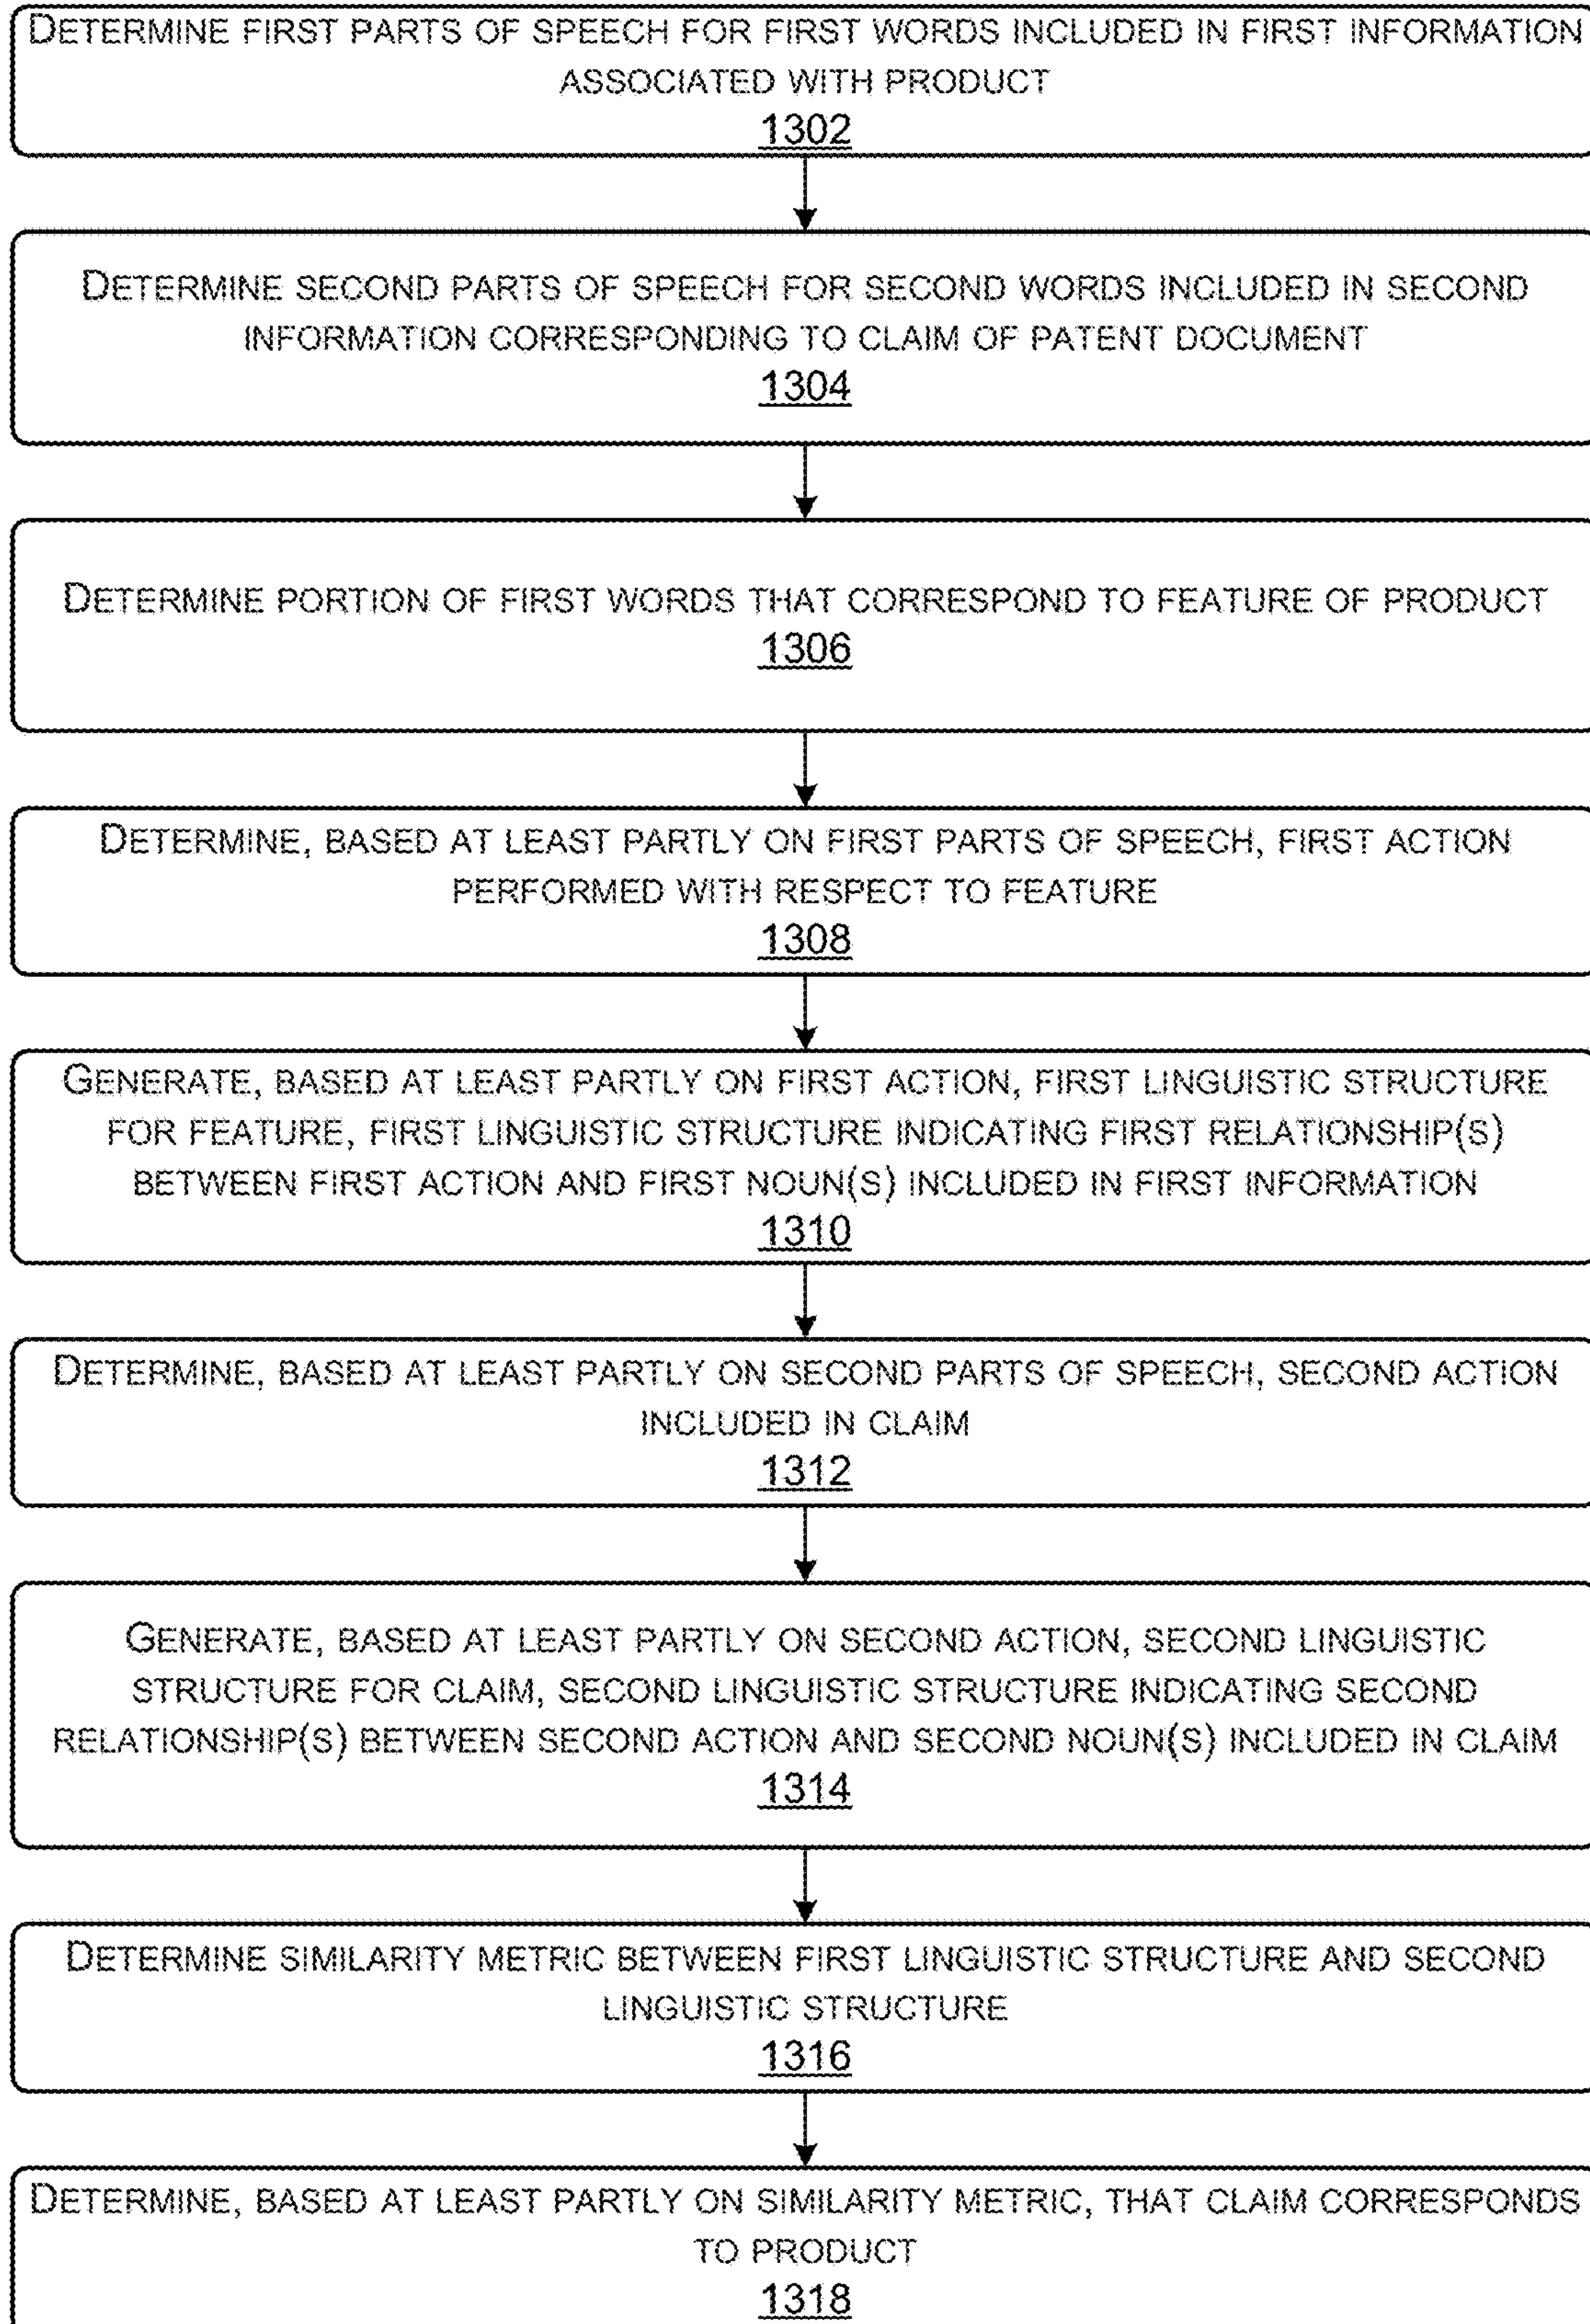 DETERMINE FIRST PARTS OF SPEECH FOR FIRST WORDS INCLUDED IN FIRST INFORMATION
ASSOCIATED WITH PRODUCT
1302
DETERMINE SECOND PARTS OF SPEECH FOR SECOND WORDS INCLUDED IN SECOND
INFORMATION CORRESPONDING TO CLAIM OF PATENT DOCUMENT
1304
DETERMINE PORTION OF FIRST WORDS THAT CORRESPOND TO FEATURE OF PRODUCT
1306
DETERMINE, BASED AT LEAST PARTLY ON FIRST PARTS OF SPEECH, FIRST ACTION
PERFORMED WITH RESPECT TO FEATURE
1308
GENERATE, BASED AT LEAST PARTLY ON FIRST ACTION, FIRST LINGUISTIC STRUCTURE
FOR FEATURE, FIRST LINGUISTIC STRUCTURE INDICATING FIRST RELATIONSHIP(S)
BETWEEN FIRST ACTION AND FIRST NOUN(S) INCLUDED IN FIRST INFORMATION
1310
DETERMINE, BASED AT LEAST PARTLY ON SECOND PARTS OF SPEECH, SECOND ACTION
INCLUDED IN CLAIM
1312
GENERATE, BASED AT LEAST PARTLY ON SECOND ACTION, SECOND LINGUISTIC
STRUCTURE FOR CLAIM, SECOND LINGUISTIC STRUCTURE INDICATING SECOND
RELATIONSHIP(S) BETWEEN SECOND ACTION AND SECOND NOUN(S) INCLUDED IN CLAIM
1314
DETERMINE SIMILARITY METRIC BETWEEN FIRST LINGUISTIC STRUCTURE AND SECOND
LINGUISTIC STRUCTURE
1316
DETERMINE, BASED AT LEAST PARTLY ON SIMILARITY METRIC, THAT CLAIM CORRESPONDS
TO PRODUCT
1318